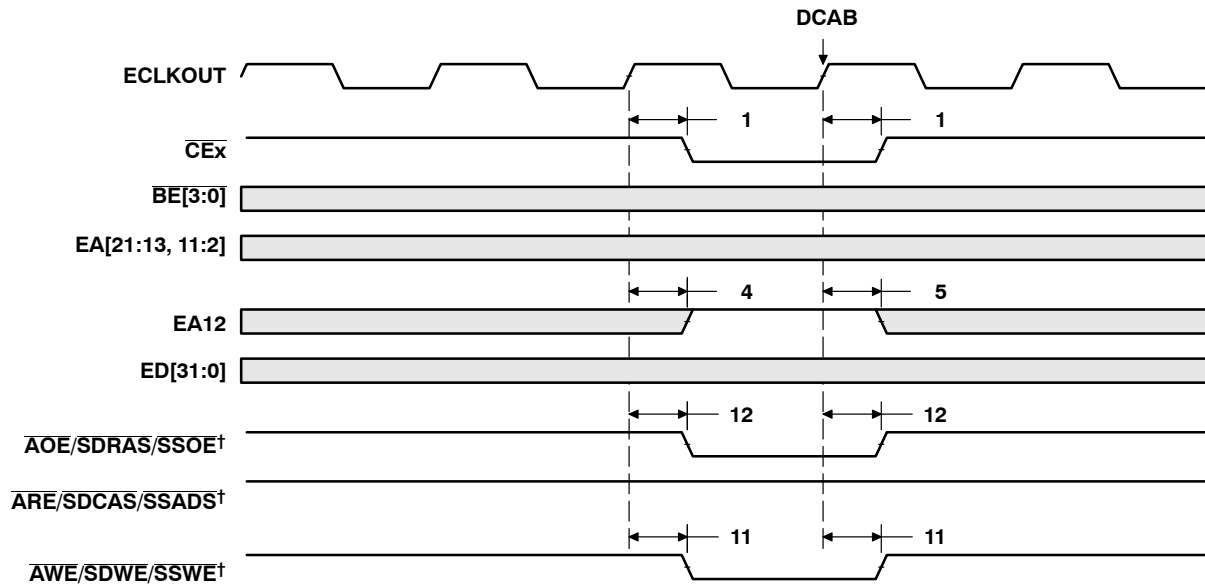 DCAB
ECLKOUT
1 1
CEx
BE[3:0]
EA[21:13, 11:2]
4 5
EA12
ED[31:0]
12 12
AOE/SDRAS/SSOE†
ARE/SDCAS/SSADS†
11 11
AWE/SDWE/SSWE†